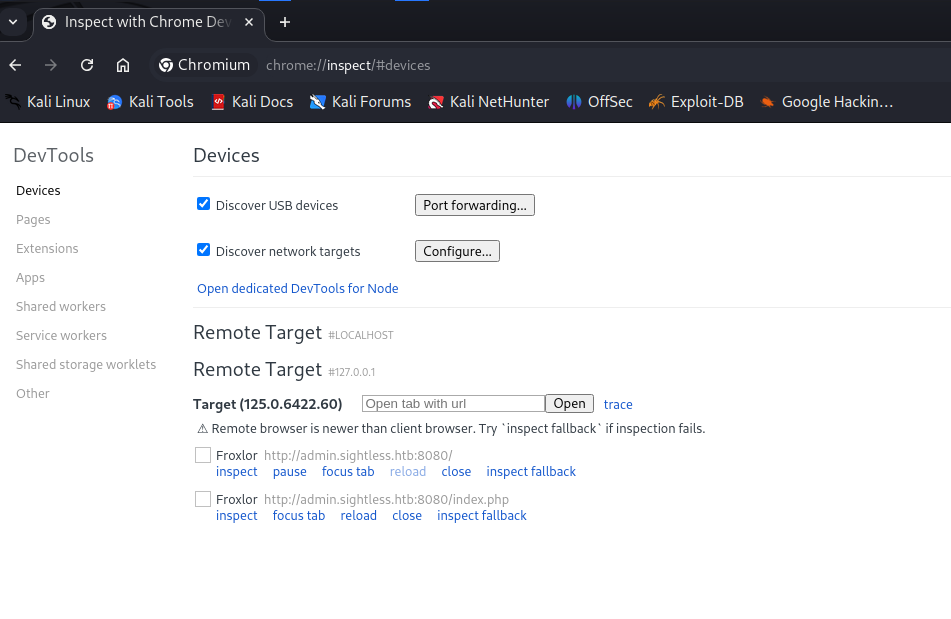 Inspect with Chrome Dev
Chromium chrome://inspect/#devices
Kali Linux Kali Tools Kali Docs Kali Forums Kali NetHunter OffSec Exploit-DB Google Hackin…
DevTools
Devices
Pages
Extensions
Apps
Shared workers
Service workers
Shared storage worklets
Other
Devices
Discover USB devices Port forwarding...
Discover network targets Configure...
Open dedicated DevTools for Node
Remote Target #LOCALHOST
Remote Target #127.0.0.1
Target (125.0.6422.60) Open tab with url Open trace
⚠ Remote browser is newer than client browser. Try `inspect fallback` if inspection fails.
Froxlor http://admin.sightless.htb:8080/
inspect pause focus tab reload close inspect fallback
Froxlor http://admin.sightless.htb:8080/index.php
inspect focus tab reload close inspect fallback